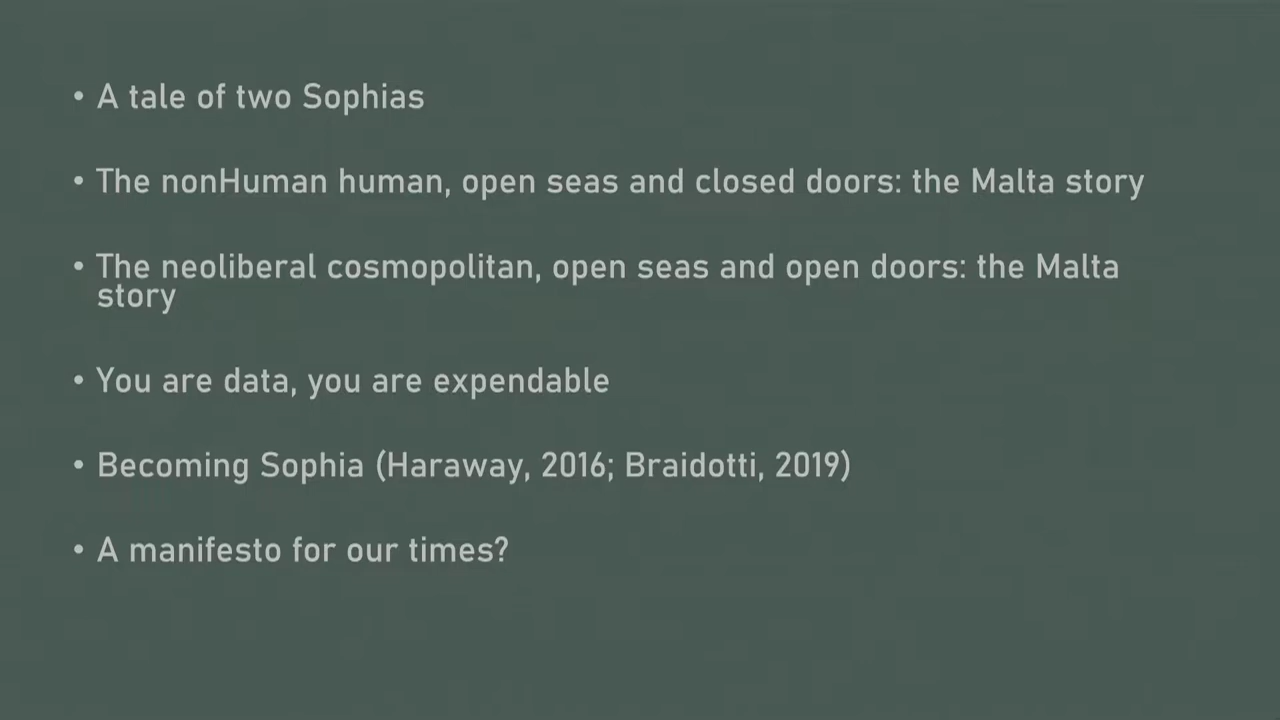 • A tale of two Sophias
• The nonHuman human, open seas and closed doors: the Malta story
• The neoliberal cosmopolitan, open seas and open doors: the Malta
story
• You are data, you are expendable
• Becoming Sophia (Haraway, 2016; Braidotti, 2019)
• A manifesto for our times?